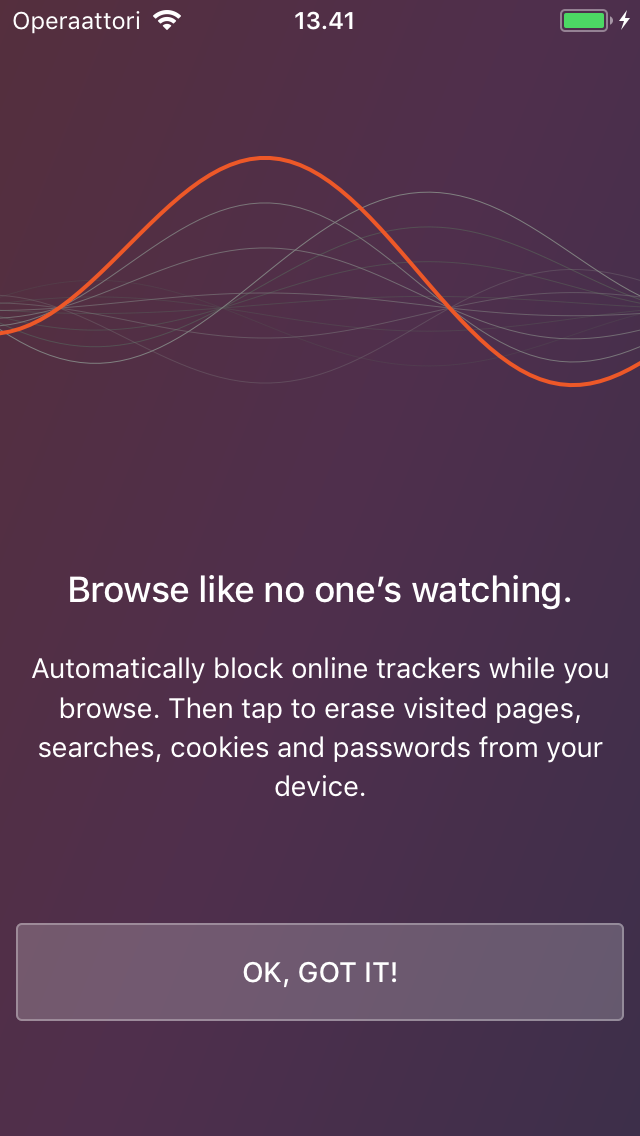 Operaattori 13.41
Browse like no one’s watching.
Automatically block online trackers while you
browse. Then tap to erase visited pages,
searches, cookies and passwords from your
device.
OK, GOT IT!